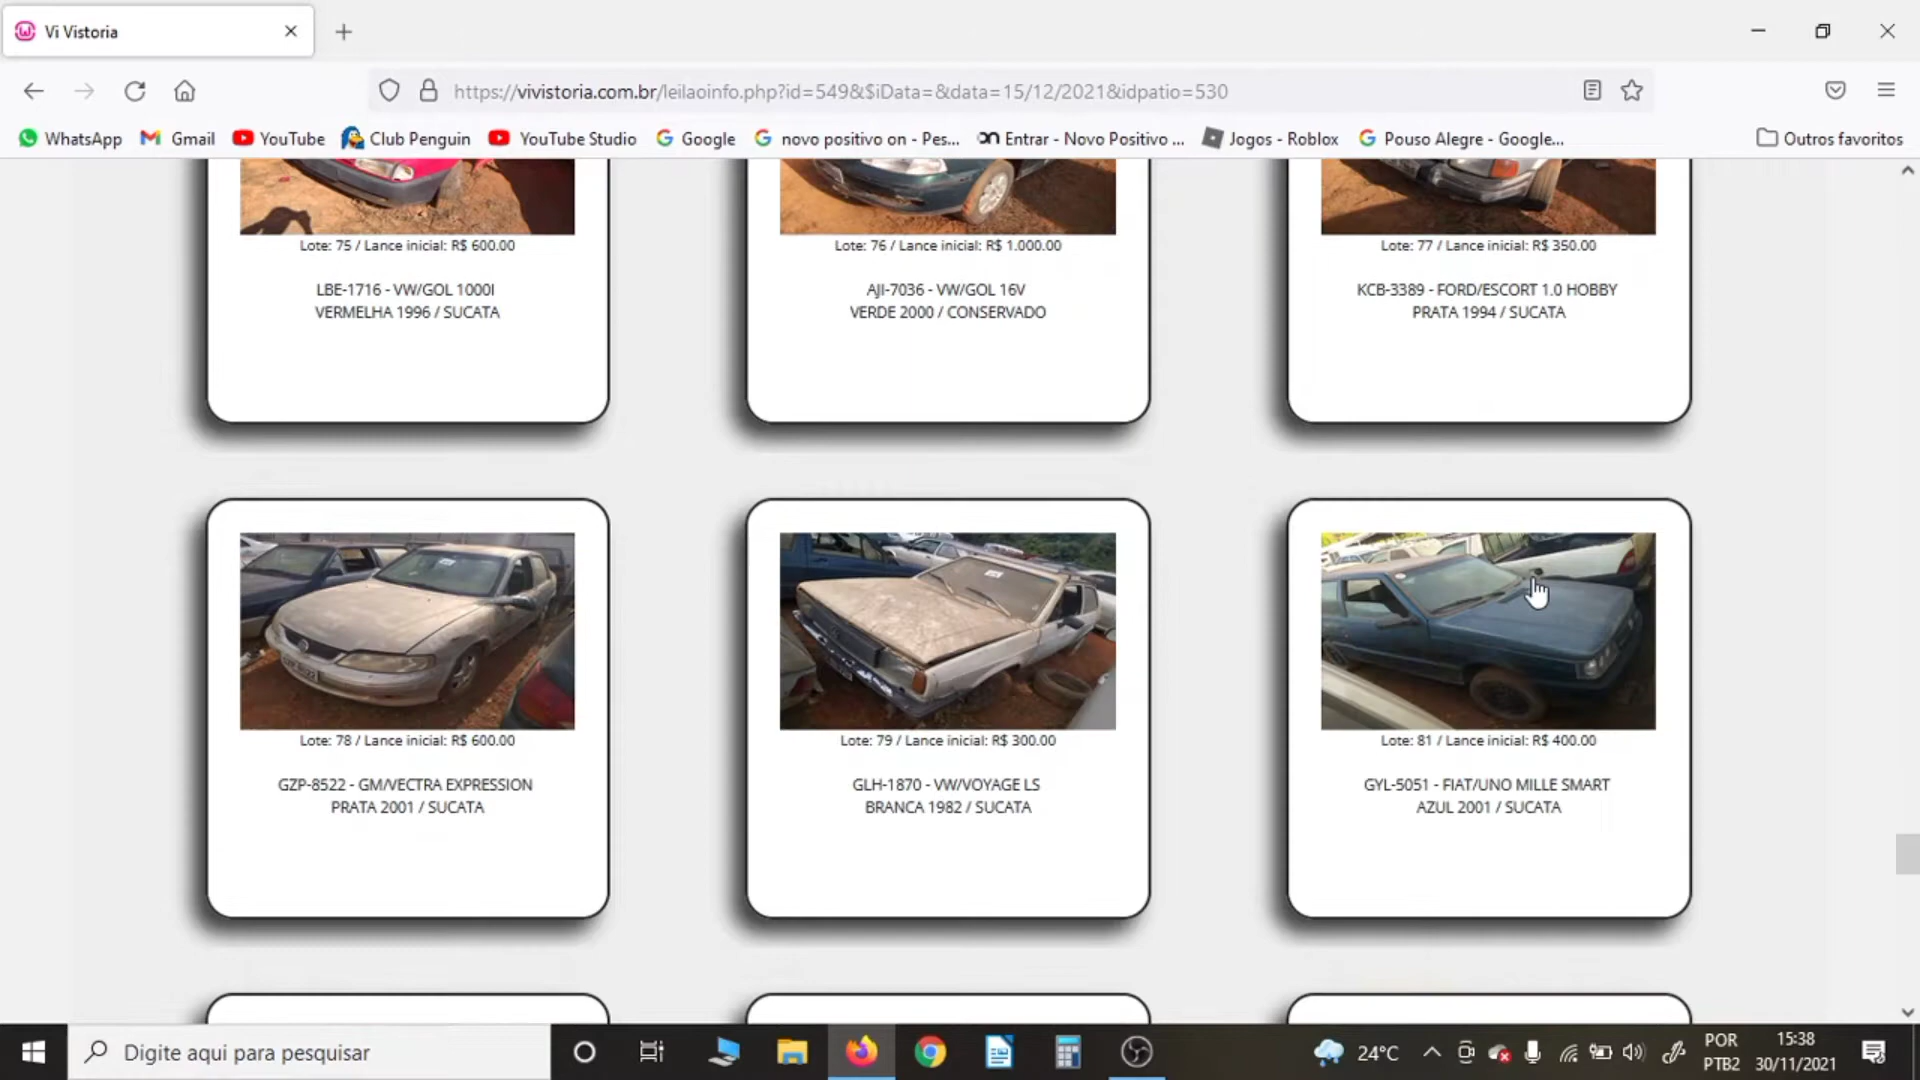 Vi Vistoria
https://vivistoria.com.br/leilaoinfo.php?id=549&$iData=&data=15/12/2021&idpatio=530
WhatsApp Gmail YouTube Club Penguin YouTube Studio Google novo positivo on - Pes... Entrar - Novo Positivo ... Jogos - Roblox Pouso Alegre - Google... Outros favoritos
Lote: 75 / Lance inicial: R$ 600.00
LBE-1716 - VW/GOL 1000I
VERMELHA 1996 / SUCATA
Lote: 76 / Lance inicial: R$ 1.000.00
AJI-7036 - VW/GOL 16V
VERDE 2000 / CONSERVADO
Lote: 77 / Lance inicial: R$ 350.00
KCB-3389 - FORD/ESCORT 1.0 HOBBY
PRATA 1994 / SUCATA
Lote: 78 / Lance inicial: R$ 600.00
GZP-8522 - GM/VECTRA EXPRESSION
PRATA 2001 / SUCATA
Lote: 79 / Lance inicial: R$ 300.00
GLH-1870 - VW/VOYAGE LS
BRANCA 1982 / SUCATA
Lote: 81 / Lance inicial: R$ 400.00
GYL-5051 - FIAT/UNO MILLE SMART
AZUL 2001 / SUCATA
Digite aqui para pesquisar
24°C
POR
PTB2
15:38
30/11/2021